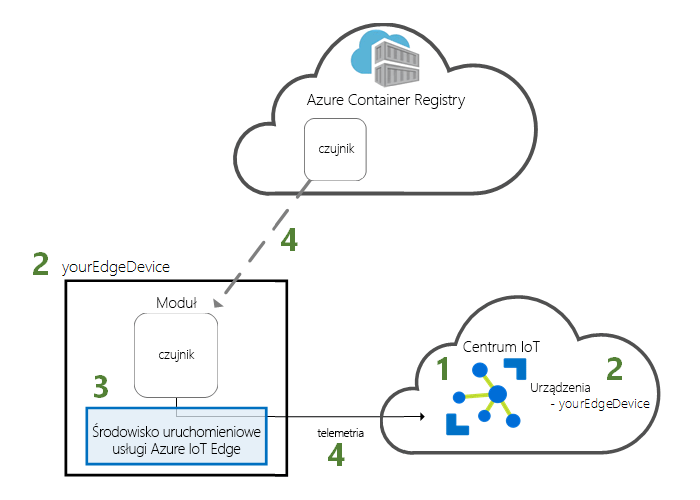 Azure Container Registry
czujnik
4
2 yourEdgeDevice
Moduł
czujnik
3
Środowisko uruchomieniowe
usługi Azure IoT Edge
telemetria
4
Centrum IoT
1
2
Urządzenia
- yourEdgeDevice